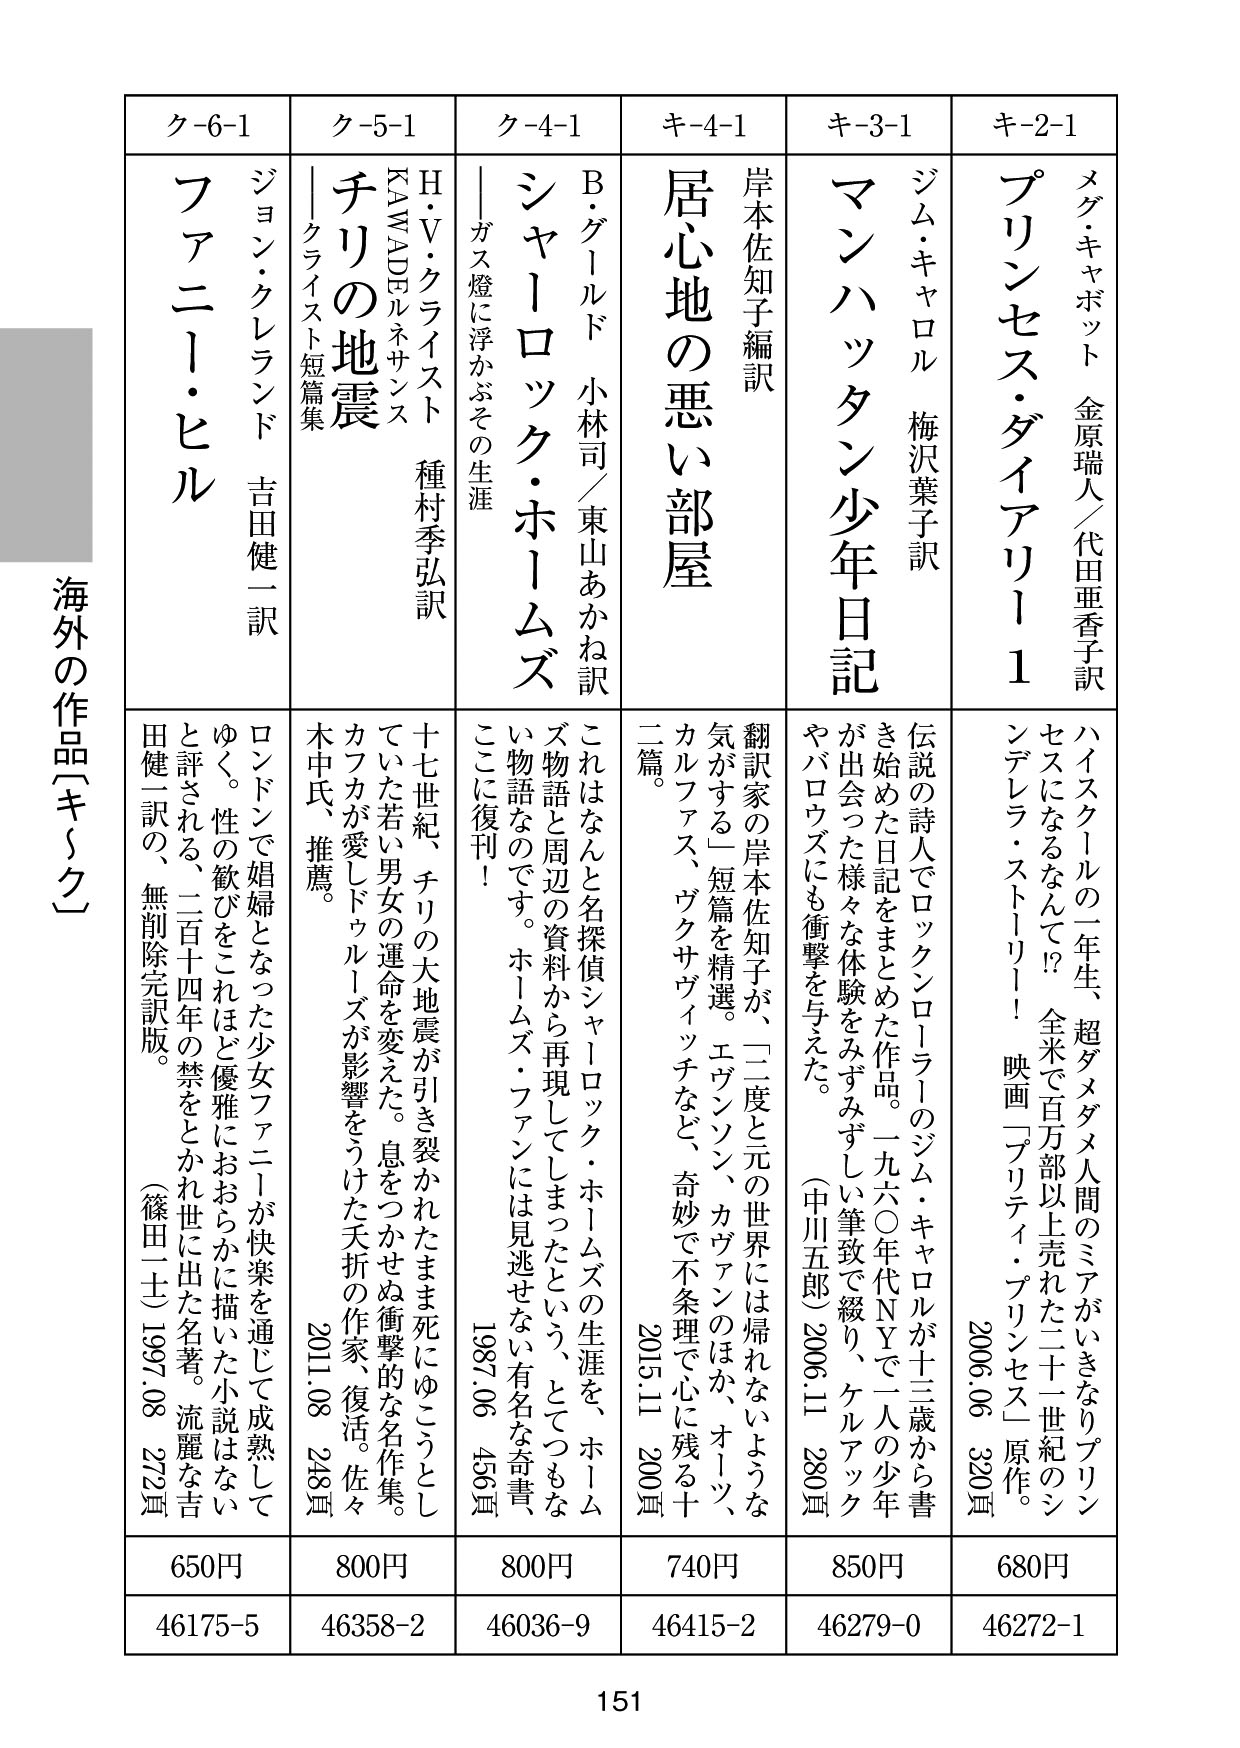 キ-2-1
メグ・キャボット　金原瑞人／代田亜香子訳
プリンセス・ダイアリー 1
ハイスクールの一年生、超ダメダメ人間のミアがいきなりプリン
セスになるなんて!?　全米で百万部以上売れた二十一世紀のシ
ンデレラ・ストーリー！　映画「プリティ・プリンセス」原作。
2006.06　320頁
680円
46272-1
キ-3-1
ジム・キャロル　梅沢葉子訳
マンハッタン少年日記
伝説の詩人でロックンローラーのジム・キャロルが十三歳から書
き始めた日記をまとめた作品。一九六〇年代ＮＹで一人の少年
が出会った様々な体験をみずみずしい筆致で綴り、ケルアック
やバロウズにも衝撃を与えた。　（中川五郎）2006.11　280頁
850円
46279-0
キ-4-1
岸本佐知子編訳
居心地の悪い部屋
翻訳家の岸本佐知子が、「二度と元の世界には帰れないような
気がする」短篇を精選。エヴンソン、カヴァンのほか、オーツ、
カルファス、ヴクサヴィッチなど、奇妙で不条理で心に残る十
二篇。　2015.11　200頁
740円
46415-2
ク-4-1
Ｂ・グールド　小林司／東山あかね訳
シャーロック・ホームズ
──ガス燈に浮かぶその生涯
これはなんと名探偵シャーロック・ホームズの生涯を、ホーム
ズ物語と周辺の資料から再現してしまったという、とてつもな
い物語なのです。ホームズ・ファンには見逃せない有名な奇書、
ここに復刊！　1987.06　456頁
800円
46036-9
ク-5-1
Ｈ・Ｖ・クライスト　種村季弘訳
KAWADEルネサンス
チリの地震
──クライスト短篇集
十七世紀、チリの大地震が引き裂かれたまま死にゆこうとし
ていた若い男女の運命を変えた。息をつかせぬ衝撃的な名作集。
カフカが愛しドゥルーズが影響をうけた夭折の作家、復活。佐々
木中氏、推薦。　2011.08　248頁
800円
46358-2
ク-6-1
ジョン・クレランド　吉田健一訳
ファニー・ヒル
ロンドンで娼婦となった少女ファニーが快楽を通じて成熟して
ゆく。性の歓びをこれほど優雅におおらかに描いた小説はない
と評される、二百十四年の禁をとかれ世に出た名著。流麗な吉
田健一訳の、無削除完訳版。　（篠田一士）1997.08　272頁
650円
46175-5
海外の作品〔キ～ク〕
151